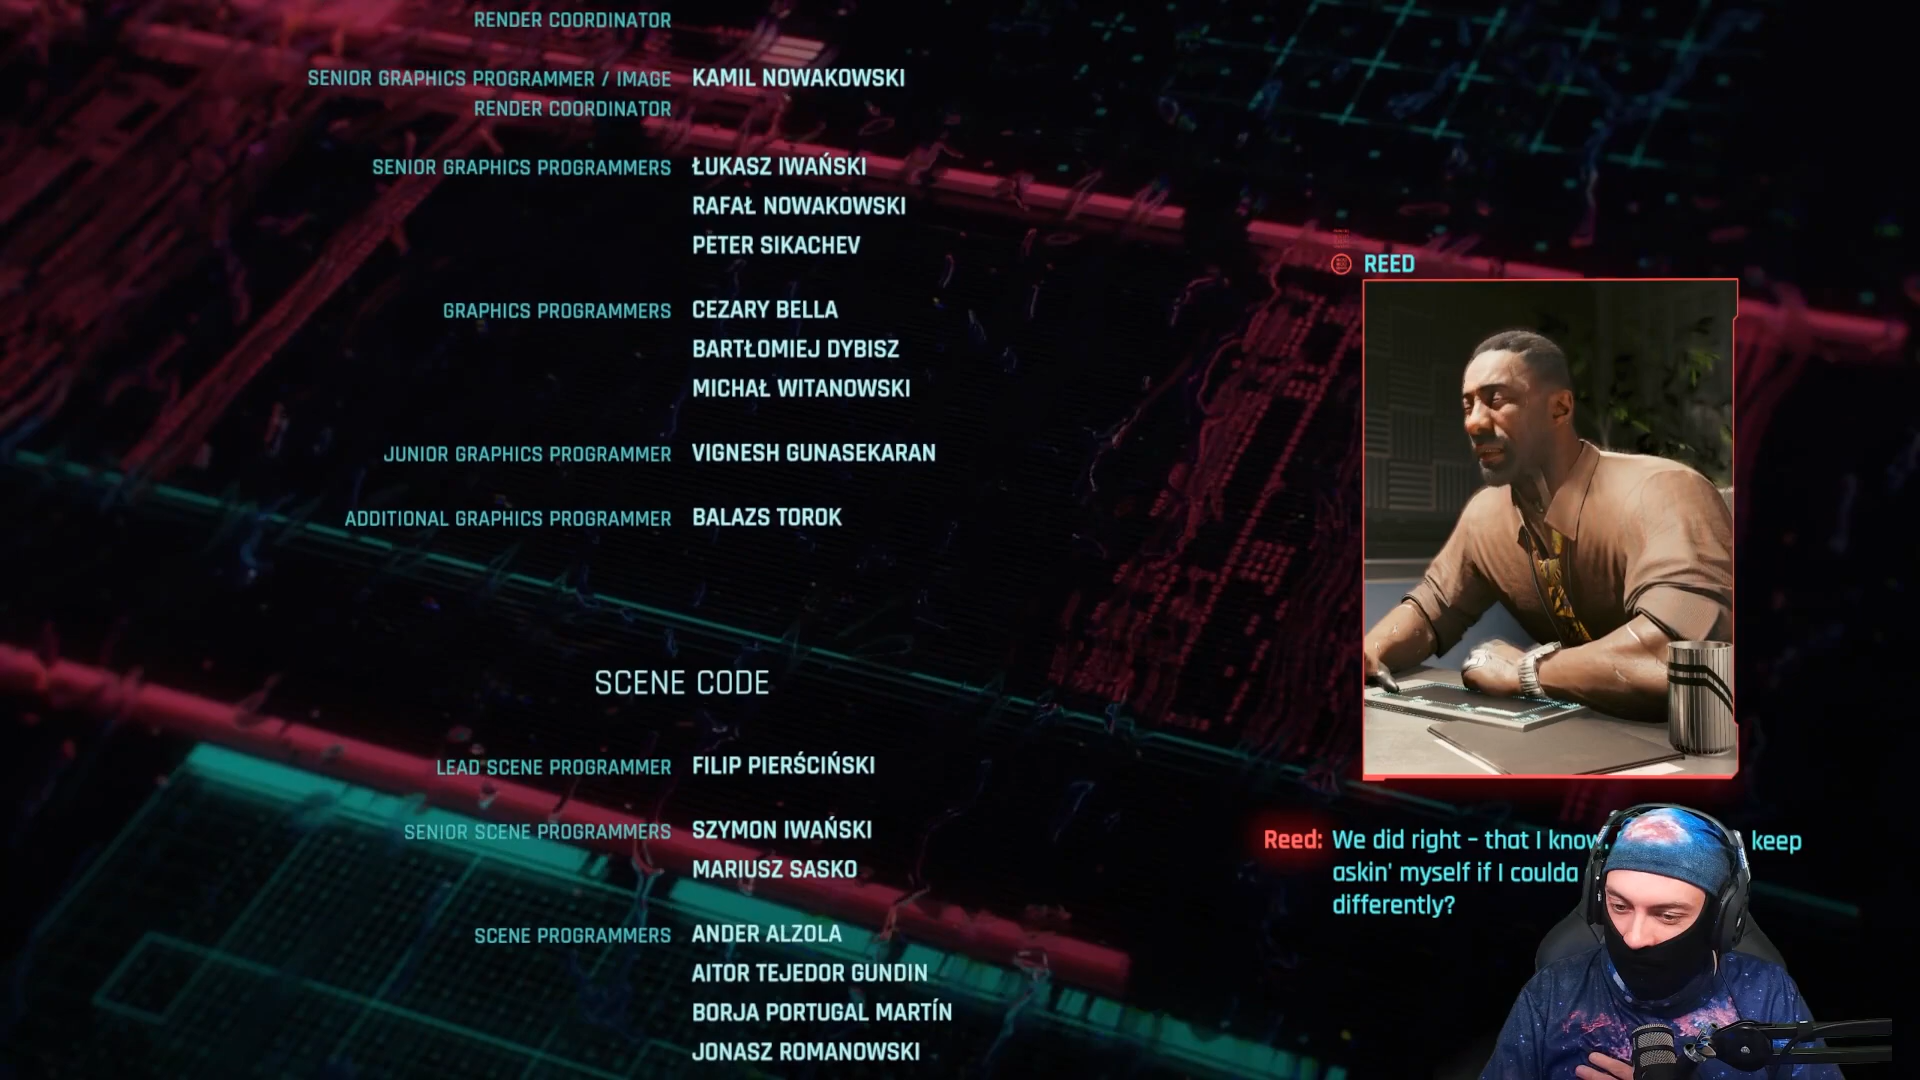 RENDER COORDINATOR
SENIOR GRAPHICS PROGRAMMER / IMAGE KAMIL NOWAKOWSKI
RENDER COORDINATOR
SENIOR GRAPHICS PROGRAMMERS ŁUKASZ IWAŃSKI
RAFAŁ NOWAKOWSKI
PETER SIKACHEV
GRAPHICS PROGRAMMERS CEZARY BELLA
BARTŁOMIEJ DYBISZ
MICHAŁ WITANOWSKI
JUNIOR GRAPHICS PROGRAMMER VIGNESH GUNASEKARAN
ADDITIONAL GRAPHICS PROGRAMMER BALAZS TOROK
SCENE CODE
LEAD SCENE PROGRAMMER FILIP PIERŚCIŃSKI
SENIOR SCENE PROGRAMMERS SZYMON IWAŃSKI
MARIUSZ SASKO
SCENE PROGRAMMERS ANDER ALZOLA
AITOR TEJEDOR GUNDIN
BORJA PORTUGAL MARTÍN
JONASZ ROMANOWSKI
REED
Reed: We did right – that I know. keep
askin' myself if I coulda
differently?